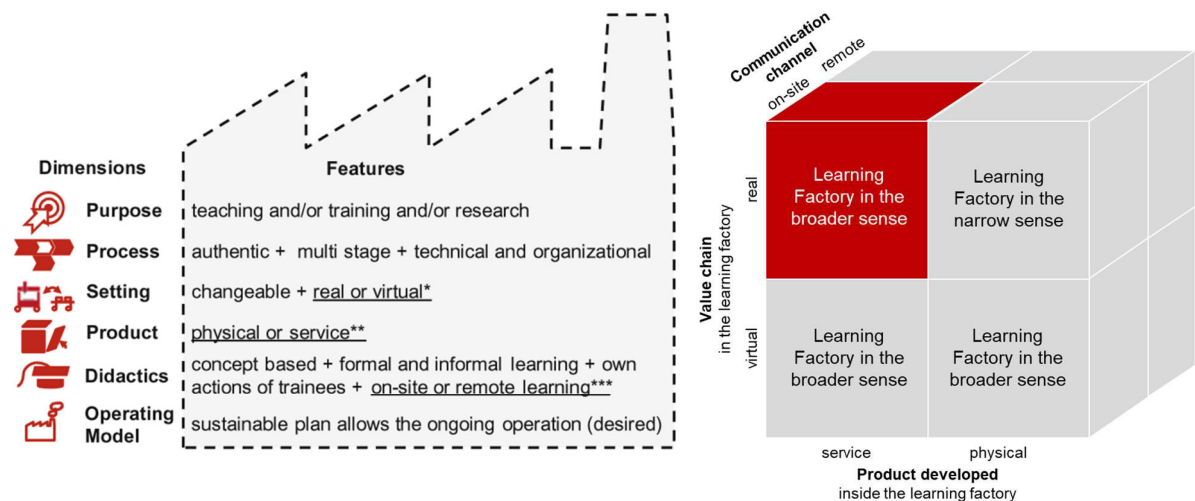 Dimensions
Features
Purpose
teaching and/or training and/or research
Process
authentic + multi stage + technical and organizational
Setting
changeable + real or virtual*
Product
physical or service**
Didactics
concept based + formal and informal learning + own
actions of trainees + on-site or remote learning***
Operating
Model
sustainable plan allows the ongoing operation (desired)
Communication
channel
on-site
remote
Value chain
in the learning factory
real
virtual
Learning
Factory in the
broader sense
Learning
Factory in the
narrow sense
Learning
Factory in the
broader sense
Learning
Factory in the
broader sense
service
physical
Product developed
inside the learning factory